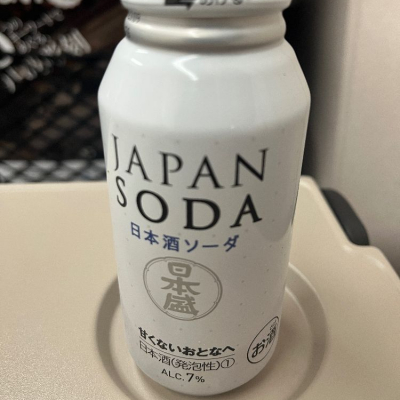 JAPAN
SODA
日本酒ソーダ
日本盛
甘くないおとなへ
日本酒(発泡性)①
ALC.7%
お酒